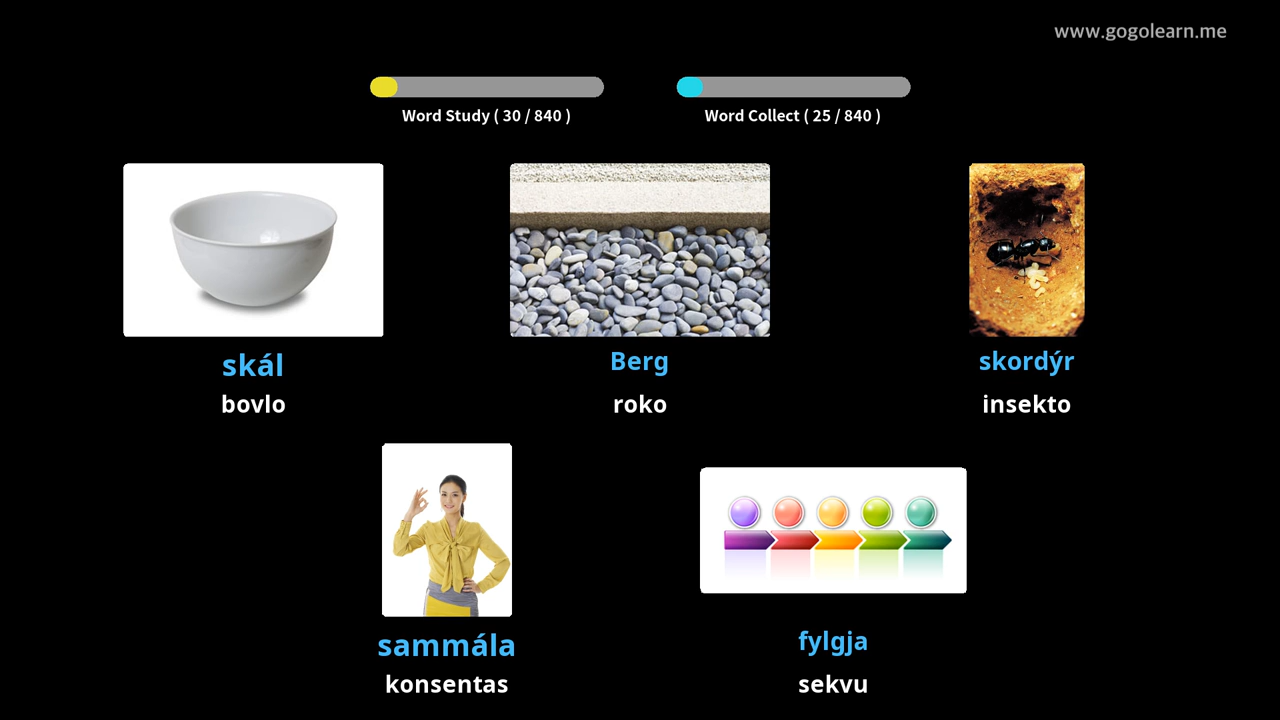 www.gogolearn.me
Word Study ( 30 / 840 )
Word Collect ( 25 / 840 )
skál
Berg
skordýr
bovlo
roko
insekto
sammála
fylgja
konsentas
sekvu